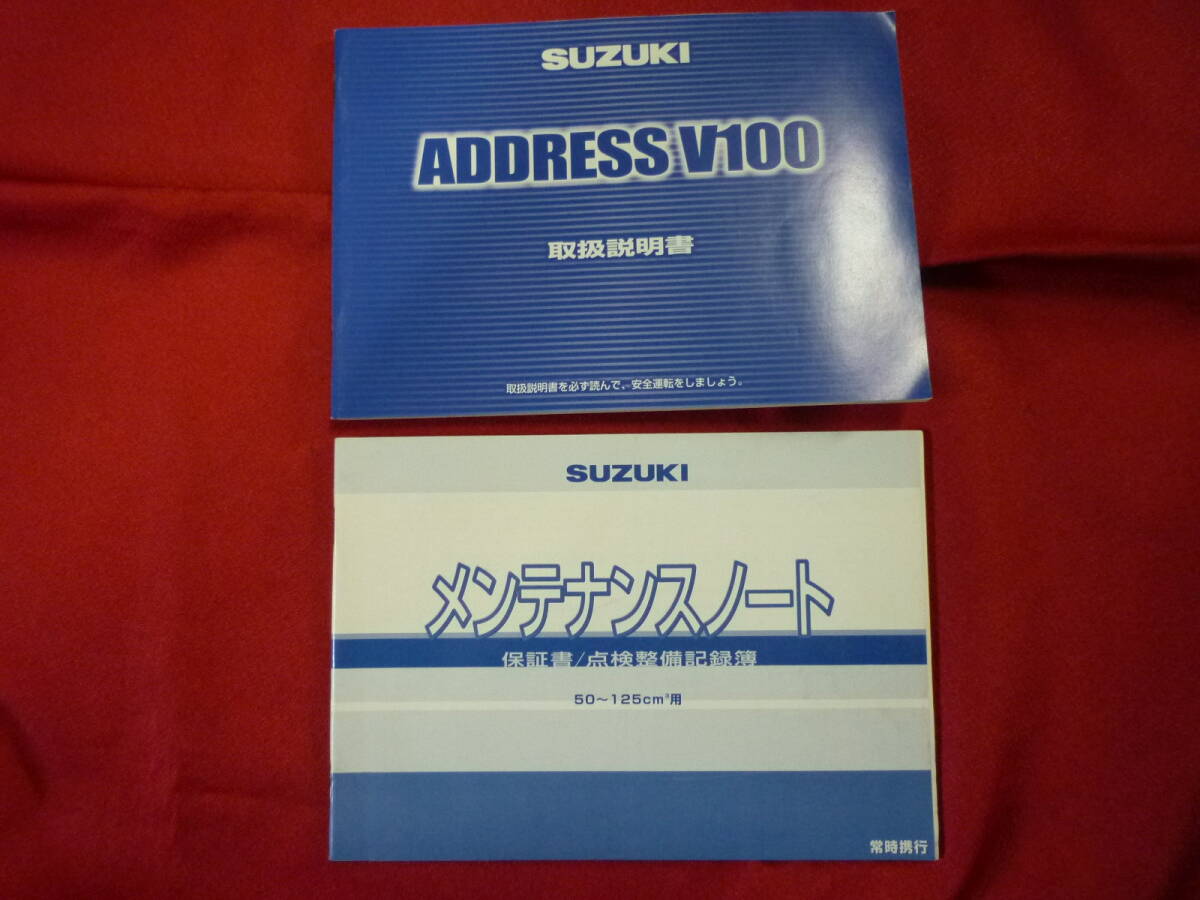 SUZUKI
ADDRESS V100
取扱説明書
取扱説明書を必ず読んで、安全運転をしましょう。
SUZUKI
メンテナンスノート
保証書/点検整備記録簿
50〜125cm³用
常時携行